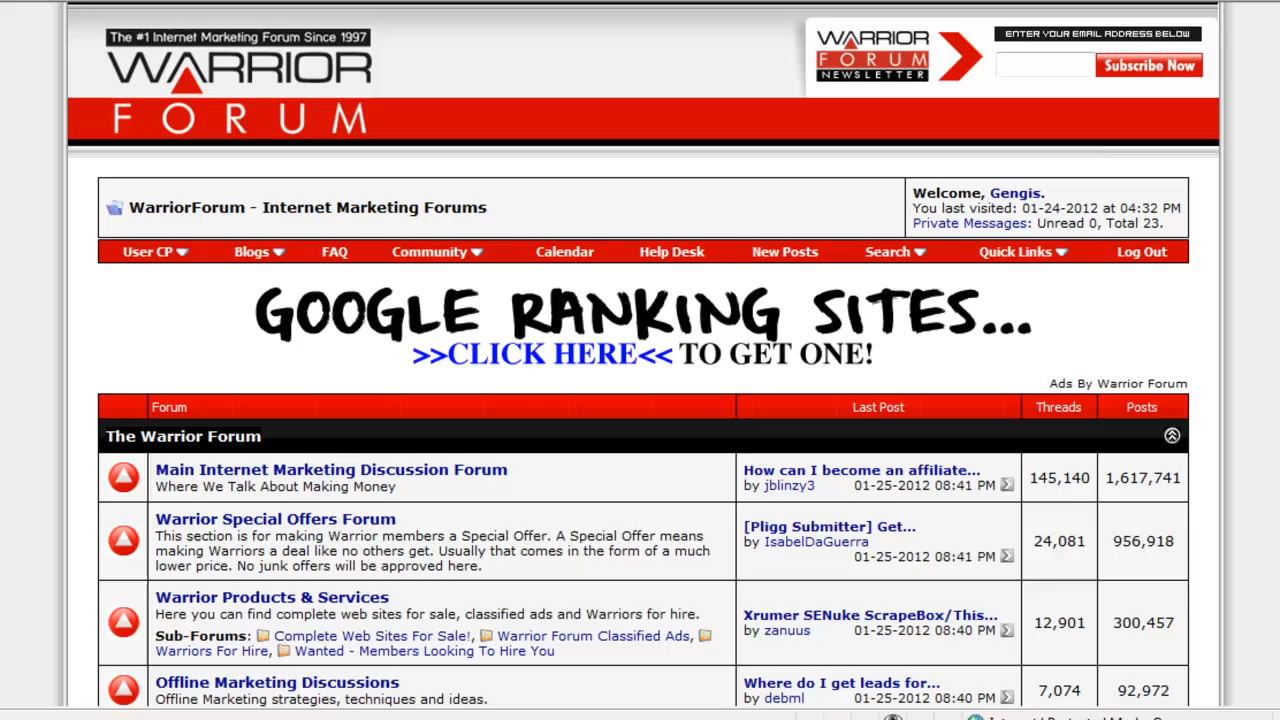 The #1 Internet Marketing Forum Since 1997
WARRIOR
FORUM
WARRIOR
FORUM
NEWSLETTER
ENTER YOUR EMAIL ADDRESS BELOW
Subscribe Now
WarriorForum - Internet Marketing Forums
Welcome, Gengis.
You last visited: 01-24-2012 at 04:32 PM
Private Messages: Unread 0, Total 23.
User CP Blogs FAQ Community Calendar Help Desk New Posts Search Quick Links Log Out
GOOGLE RANKING SITES...
>>CLICK HERE<< TO GET ONE!
Ads By Warrior Forum
Forum Last Post Threads Posts
The Warrior Forum
Main Internet Marketing Discussion Forum
Where We Talk About Making Money
How can I become an affiliate...
by jblinzy3 01-25-2012 08:41 PM
145,140 1,617,741
Warrior Special Offers Forum
This section is for making Warrior members a Special Offer. A Special Offer means
making Warriors a deal like no others get. Usually that comes in the form of a much
lower price. No junk offers will be approved here.
[Pligg Submitter] Get...
by IsabelDaGuerra
01-25-2012 08:41 PM
24,081 956,918
Warrior Products & Services
Here you can find complete web sites for sale, classified ads and Warriors for hire.
Sub-Forums: Complete Web Sites For Sale!, Warrior Forum Classified Ads,
Warriors For Hire, Wanted - Members Looking To Hire You
Xrumer SENuke ScrapeBox/This...
by zanuus 01-25-2012 08:40 PM
12,901 300,457
Offline Marketing Discussions
Offline Marketing strategies, techniques and ideas.
Where do I get leads for...
by debml 01-25-2012 08:40 PM
7,074 92,972